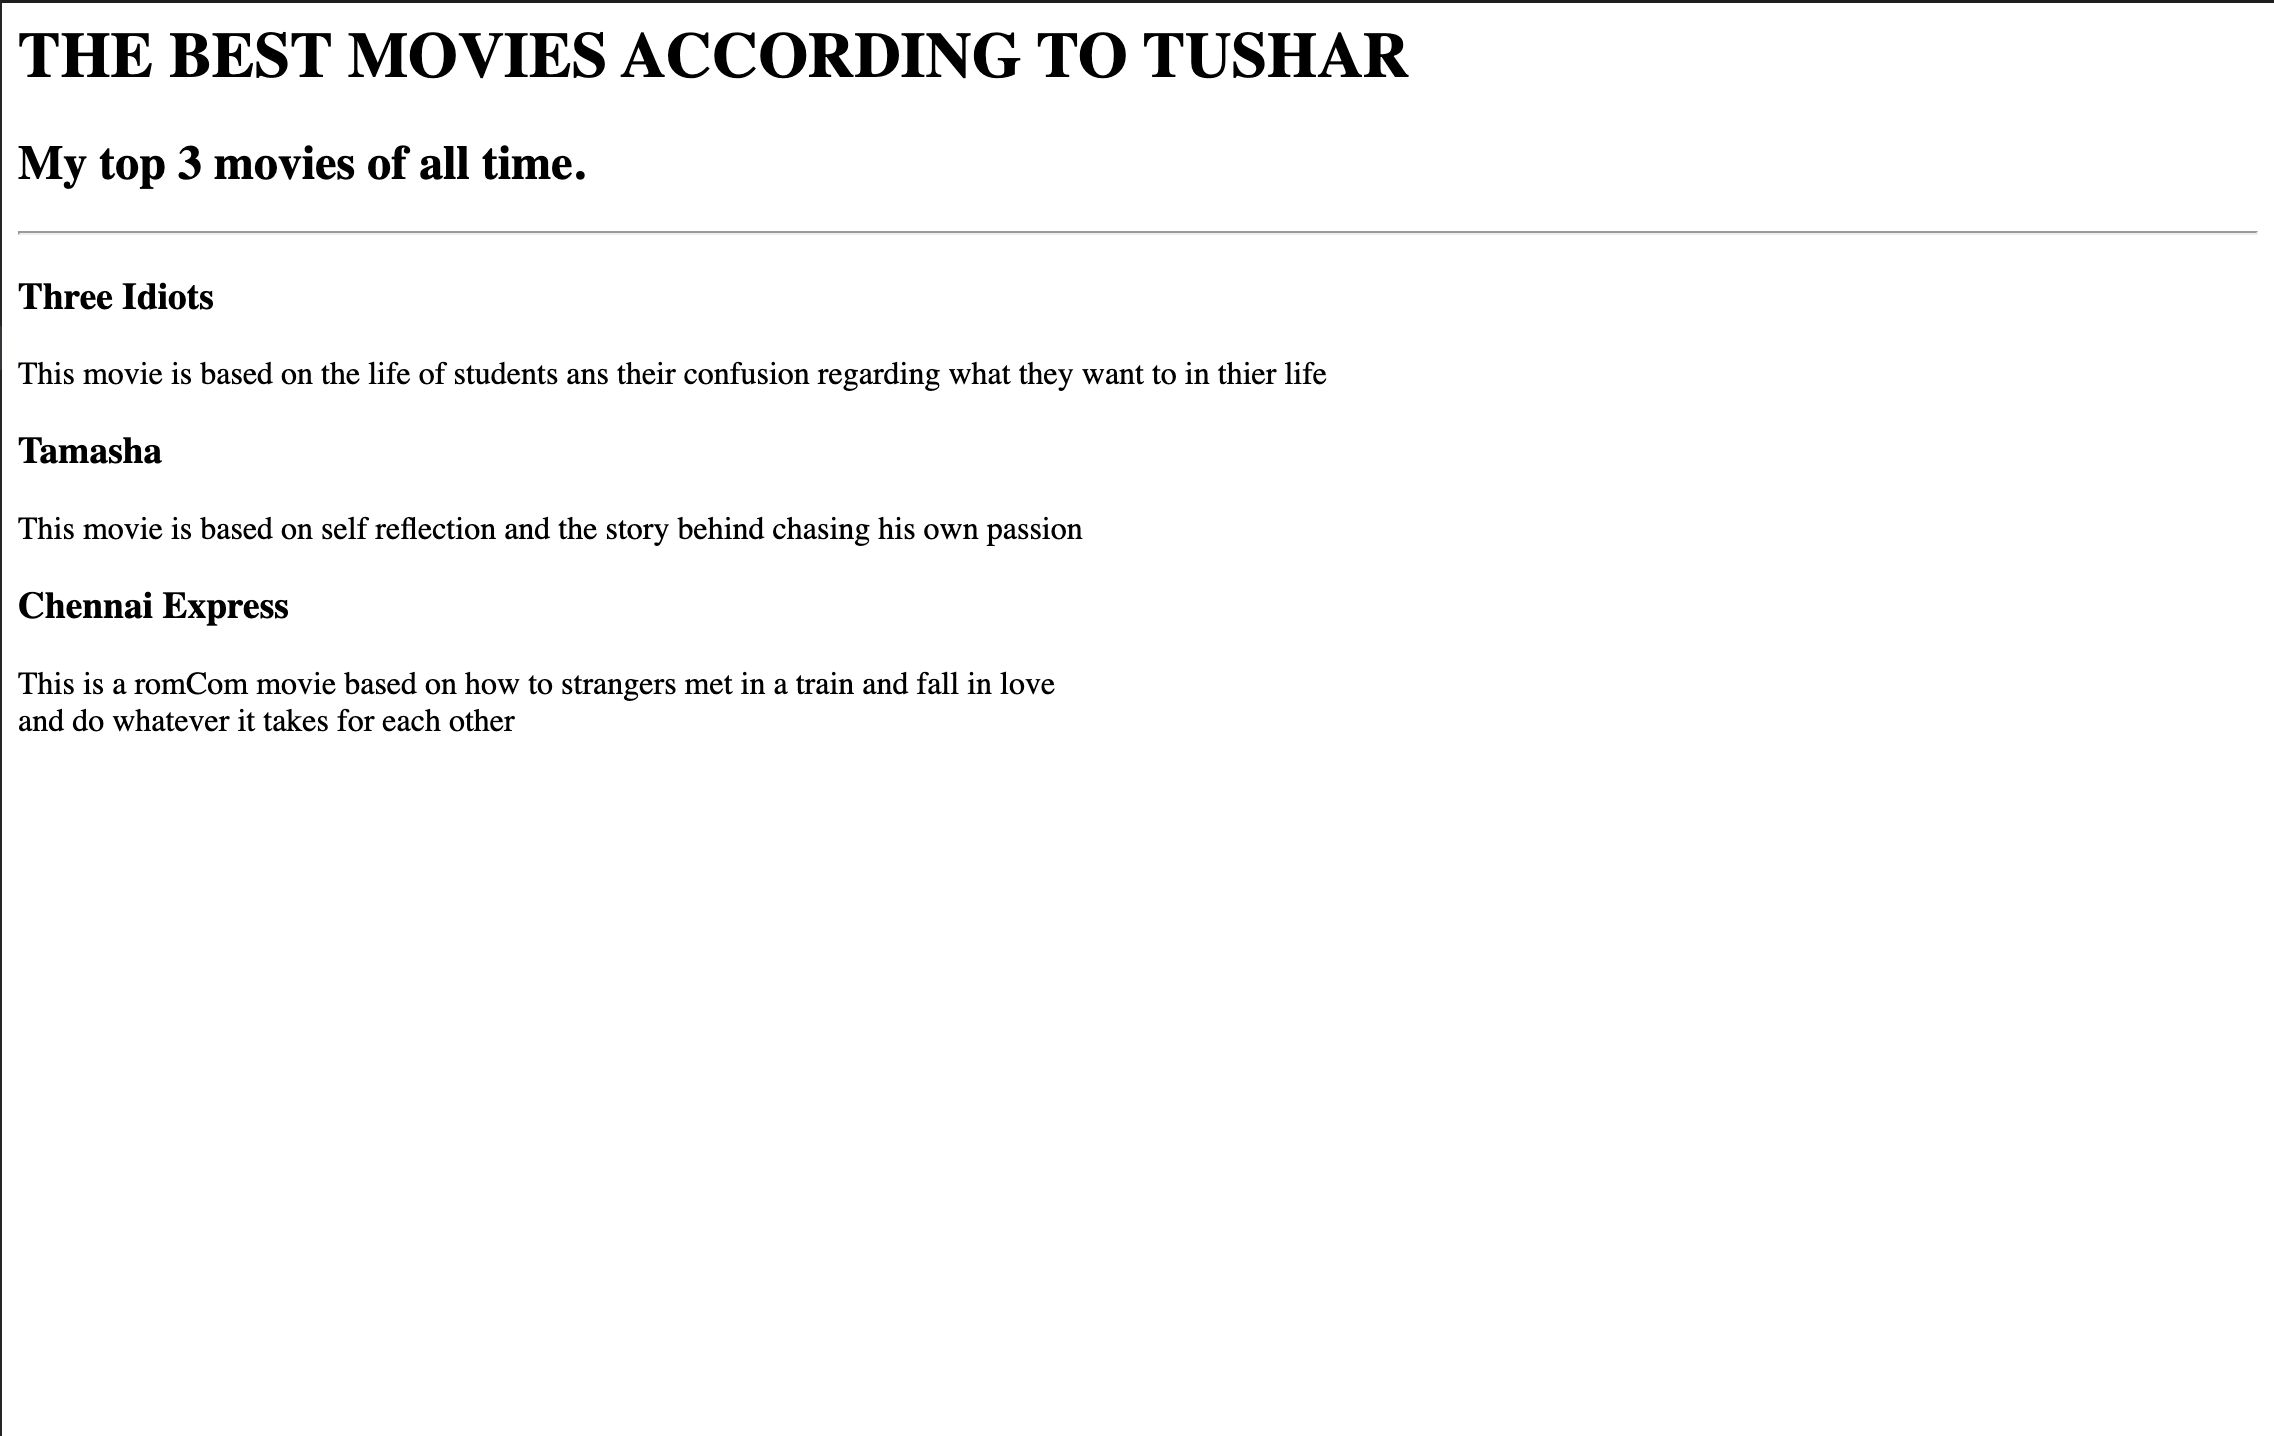 THE BEST MOVIES ACCORDING TO TUSHAR
My top 3 movies of all time.
Three Idiots
This movie is based on the life of students ans their confusion regarding what they want to in thier life
Tamasha
This movie is based on self reflection and the story behind chasing his own passion
Chennai Express
This is a romCom movie based on how to strangers met in a train and fall in love
and do whatever it takes for each other